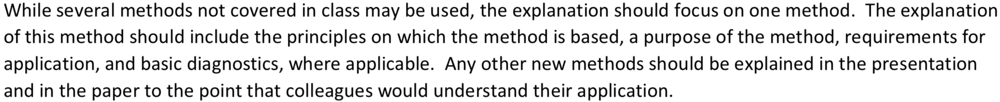 While several methods not covered in class may be used, the explanation should focus on one method.  The explanation
of this method should include the principles on which the method is based, a purpose of the method, requirements for
application, and basic diagnostics, where applicable.  Any other new methods should be explained in the presentation
and in the paper to the point that colleagues would understand their application.